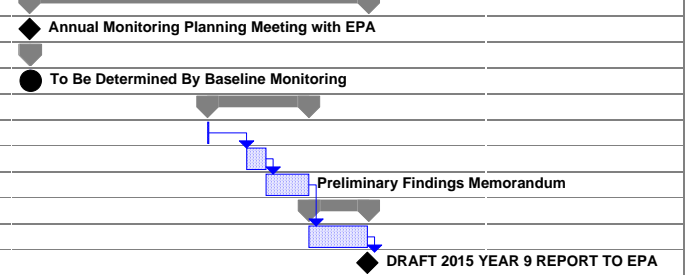 Annual Monitoring Planning Meeting with EPA
To Be Determined By Baseline Monitoring
Preliminary Findings Memorandum
DRAFT 2015 YEAR 9 REPORT TO EPA